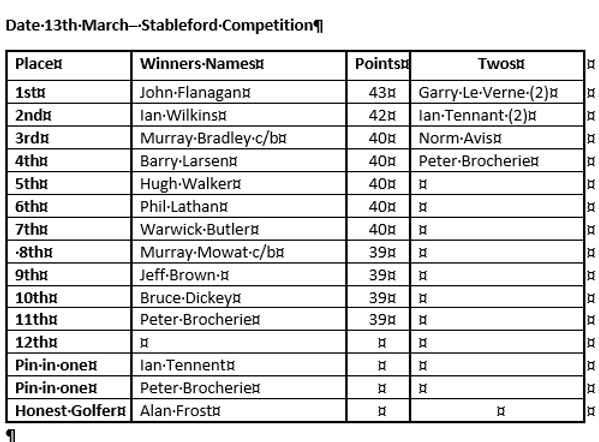 Date 13th March – Stableford Competition¶
Place¤ Winners Names¤ Points¤ Twos¤ ¤
1st¤ John Flanagan¤ 43¤ Garry Le Verne (2)¤ ¤
2nd¤ Ian Wilkins¤ 42¤ Ian Tennant (2)¤ ¤
3rd¤ Murray Bradley c/b¤ 40¤ Norm Avis¤ ¤
4th¤ Barry Larsen¤ 40¤ Peter Brocherie¤ ¤
5th¤ Hugh Walker¤ 40¤ ¤ ¤
6th¤ Phil Lathan¤ 40¤ ¤ ¤
7th¤ Warwick Butler¤ 40¤ ¤ ¤
8th¤ Murray Mowat c/b¤ 39¤ ¤ ¤
9th¤ Jeff Brown ¤ 39¤ ¤ ¤
10th¤ Bruce Dickey¤ 39¤ ¤ ¤
11th¤ Peter Brocherie¤ 39¤ ¤ ¤
12th¤ ¤ ¤ ¤ ¤
Pin in one¤ Ian Tennent¤ ¤ ¤ ¤
Pin in one¤ Peter Brocherie¤ ¤ ¤ ¤
Honest Golfer¤ Alan Frost¤ ¤ ¤ ¤
¶